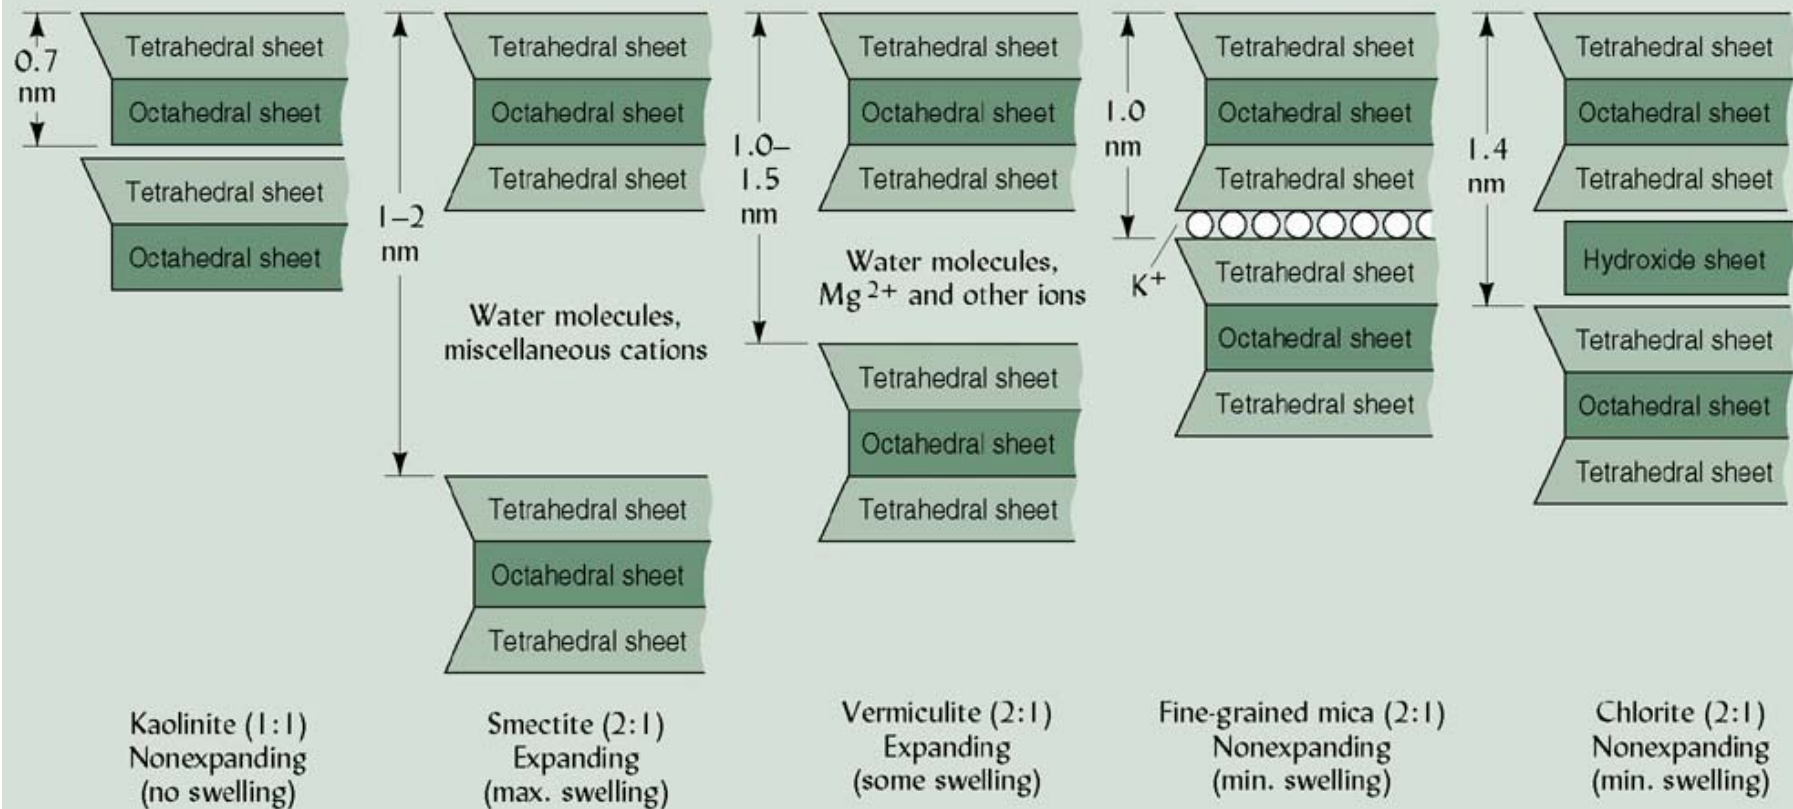 0.7
nm
Tetrahedral sheet
Octahedral sheet
Tetrahedral sheet
Octahedral sheet
Kaolinite (1:1)
Nonexpanding
(no swelling)
1–2
nm
Tetrahedral sheet
Octahedral sheet
Tetrahedral sheet
Water molecules,
miscellaneous cations
Tetrahedral sheet
Octahedral sheet
Tetrahedral sheet
Smectite (2:1)
Expanding
(max. swelling)
1.0–
1.5
nm
Tetrahedral sheet
Octahedral sheet
Tetrahedral sheet
Water molecules,
Mg2+ and other ions
Tetrahedral sheet
Octahedral sheet
Tetrahedral sheet
Vermiculite (2:1)
Expanding
(some swelling)
1.0
nm
Tetrahedral sheet
Octahedral sheet
Tetrahedral sheet
K+
Tetrahedral sheet
Octahedral sheet
Tetrahedral sheet
Fine-grained mica (2:1)
Nonexpanding
(min. swelling)
1.4
nm
Tetrahedral sheet
Octahedral sheet
Tetrahedral sheet
Hydroxide sheet
Tetrahedral sheet
Octahedral sheet
Tetrahedral sheet
Chlorite (2:1)
Nonexpanding
(min. swelling)